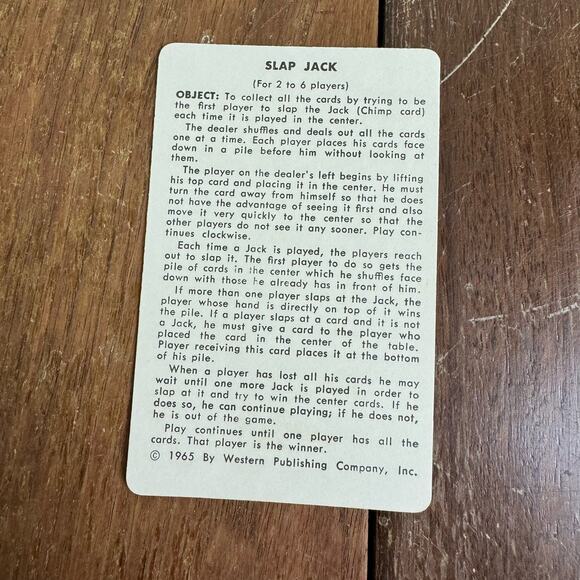 SLAP JACK
(For 2 to 6 players)
OBJECT: To collect all the cards by trying to be
the first player to slap the Jack (Chimp card)
each time it is played in the center.
The dealer shuffles and deals out all the cards
one at a time. Each player places his cards face
down in a pile before him without looking at
them.
The player on the dealer's left begins by lifting
his top card and placing it in the center. He must
turn the card away from himself so that he does
not have the advantage of seeing it first and also
move it very quickly to the center so that the
other players do not see it any sooner. Play con-
tinues clockwise.
Each time a Jack is played, the players reach
out to slap it. The first player to do so gets the
pile of cards in the center which he shuffles face
down with those he already has in front of him.
If more than one player slaps at the Jack, the
player whose hand is directly on top of it wins
the pile. If a player slaps at a card and it is not
a Jack, he must give a card to the player who
placed the card in the center of the table.
Player receiving this card places it at the bottom
of his pile.
When a player has lost all his cards he may
wait until one more Jack is played in order to
slap at it and try to win the center cards. If he
does so, he can continue playing; if he does not,
he is out of the game.
Play continues until one player has all the
cards. That player is the winner.
© 1965 By Western Publishing Company, Inc.